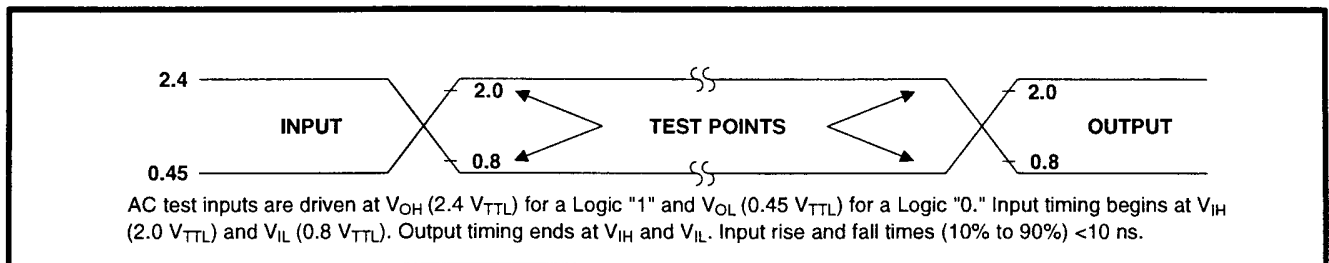 2.4
2.0
2.0
INPUT
TEST POINTS
OUTPUT
0.8
0.8
0.45
AC test inputs are driven at VOH (2.4 VTTL) for a Logic "1" and VOL (0.45 VTTL) for a Logic "0." Input timing begins at VIH
(2.0 VTTL) and VIL (0.8 VTTL). Output timing ends at VIH and VIL. Input rise and fall times (10% to 90%) <10 ns.